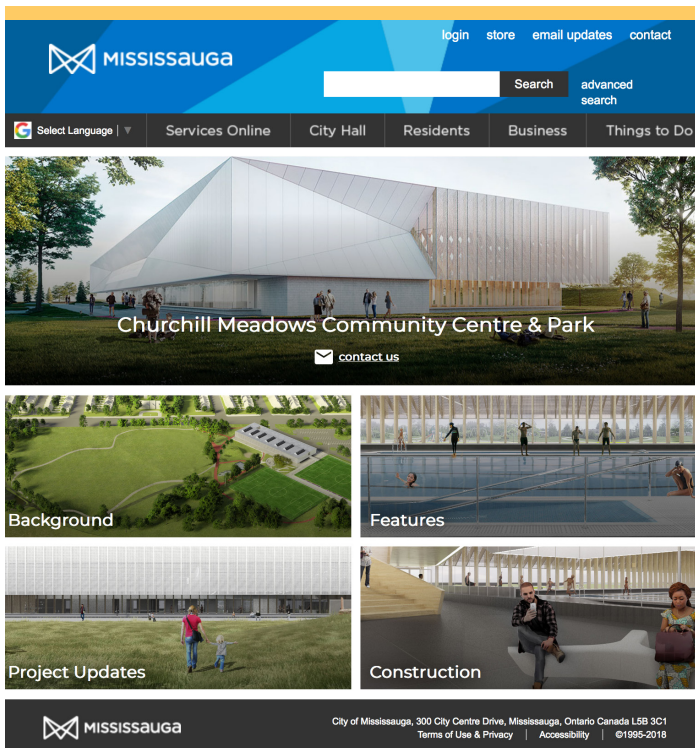 login store email updates contact
MISSISSAUGA
Search advanced
search
Select Language Services Online City Hall Residents Business Things to Do
Churchill Meadows Community Centre & Park
contact us
Background
Features
Project Updates
Construction
MISSISSAUGA
City of Mississauga, 300 City Centre Drive, Mississauga, Ontario Canada L5B 3C1
Terms of Use & Privacy | Accessibility | ©1995-2018